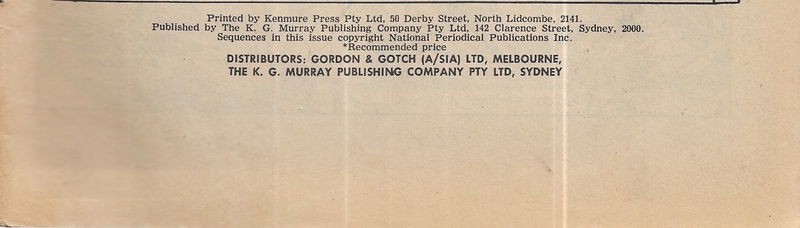 Printed by Kenmure Press Pty Ltd, 50 Derby Street, North Lidcombe, 2141.
Published by The K. G. Murray Publishing Company Pty Ltd, 142 Clarence Street, Sydney, 2000.
Sequences in this issue copyright National Periodical Publications Inc.
*Recommended price
DISTRIBUTORS: GORDON & GOTCH (A/SIA) LTD, MELBOURNE,
THE K. G. MURRAY PUBLISHING COMPANY PTY LTD, SYDNEY